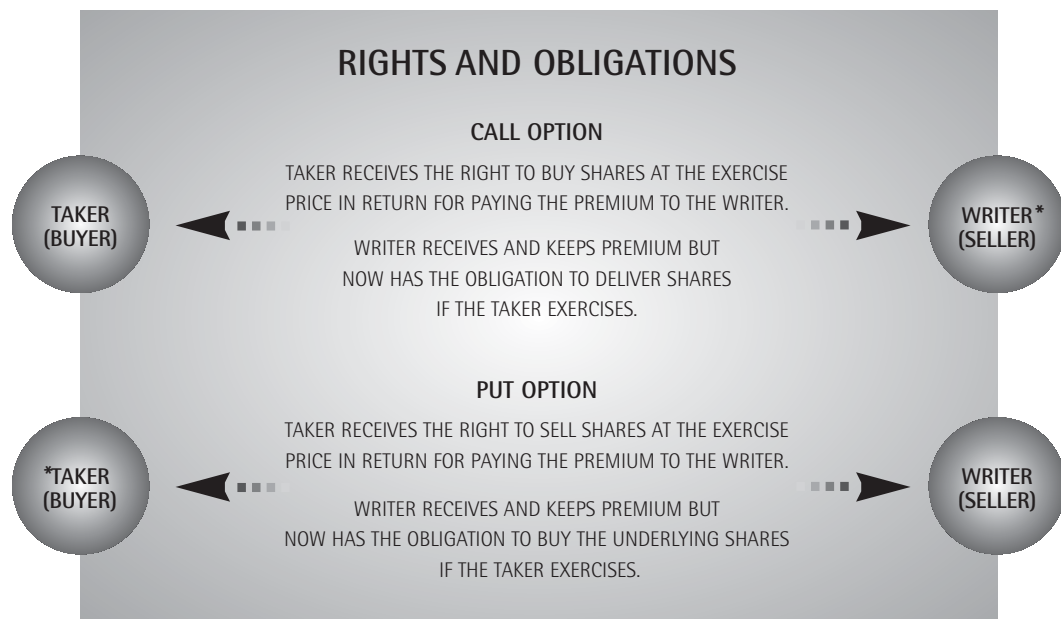 RIGHTS AND OBLIGATIONS
CALL OPTION
TAKER RECEIVES THE RIGHT TO BUY SHARES AT THE EXERCISE
PRICE IN RETURN FOR PAYING THE PREMIUM TO THE WRITER.
TAKER
(BUYER)
WRITER*
(SELLER)
WRITER RECEIVES AND KEEPS PREMIUM BUT
NOW HAS THE OBLIGATION TO DELIVER SHARES
IF THE TAKER EXERCISES.
PUT OPTION
TAKER RECEIVES THE RIGHT TO SELL SHARES AT THE EXERCISE
PRICE IN RETURN FOR PAYING THE PREMIUM TO THE WRITER.
*TAKER
(BUYER)
WRITER
(SELLER)
WRITER RECEIVES AND KEEPS PREMIUM BUT
NOW HAS THE OBLIGATION TO BUY THE UNDERLYING SHARES
IF THE TAKER EXERCISES.